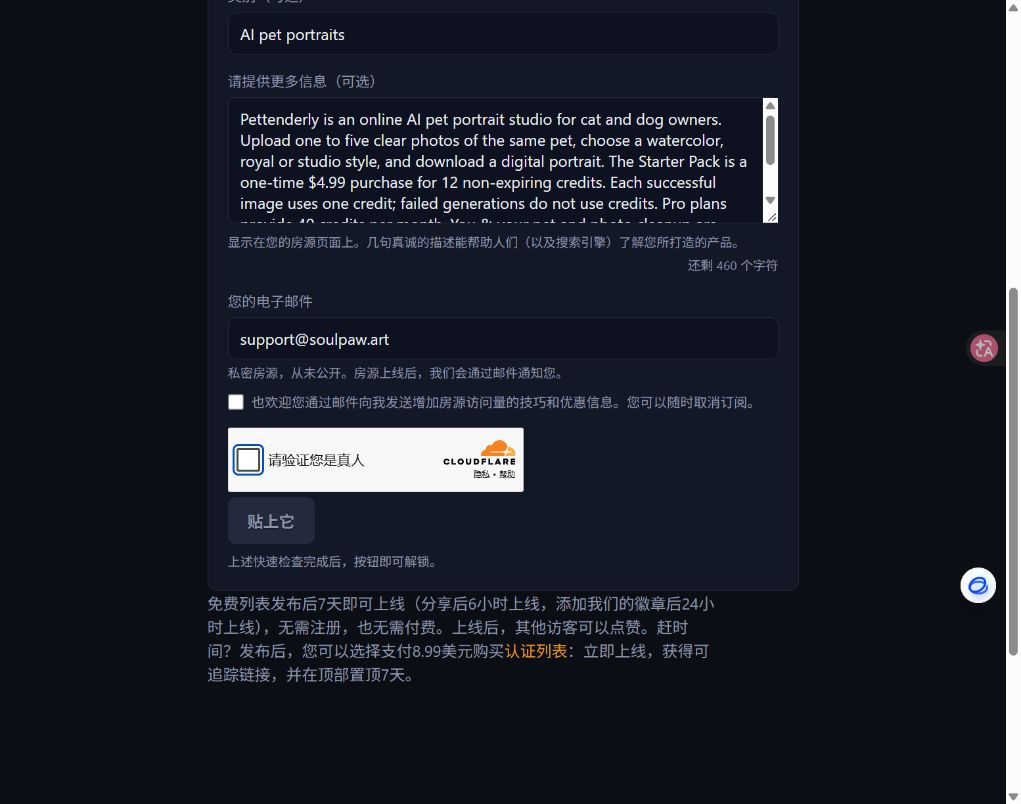 AI pet portraits
请提供更多信息（可选）
Pettenderly is an online AI pet portrait studio for cat and dog owners.
Upload one to five clear photos of the same pet, choose a watercolor,
royal or studio style, and download a digital portrait. The Starter Pack is a
one-time $4.99 purchase for 12 non-expiring credits. Each successful
image uses one credit; failed generations do not use credits. Pro plans
显示在您的房源页面上。几句真诚的描述能帮助人们（以及搜索引擎）了解您所打造的产品。
还剩 460 个字符
您的电子邮件
support@soulpaw.art
私密房源，从未公开。房源上线后，我们会通过邮件通知您。
也欢迎您通过邮件向我发送增加房源访问量的技巧和优惠信息。您可以随时取消订阅。
请验证您是真人
CLOUDFLARE
隐私 • 帮助
贴上它
上述快速检查完成后，按钮即可解锁。
免费列表发布后7天即可上线（分享后6小时上线，添加我们的徽章后24小
时上线），无需注册，也无需付费。上线后，其他访客可以点赞。赶时
间？发布后，您可以选择支付8.99美元购买认证列表：立即上线，获得可
追踪链接，并在顶部置顶7天。